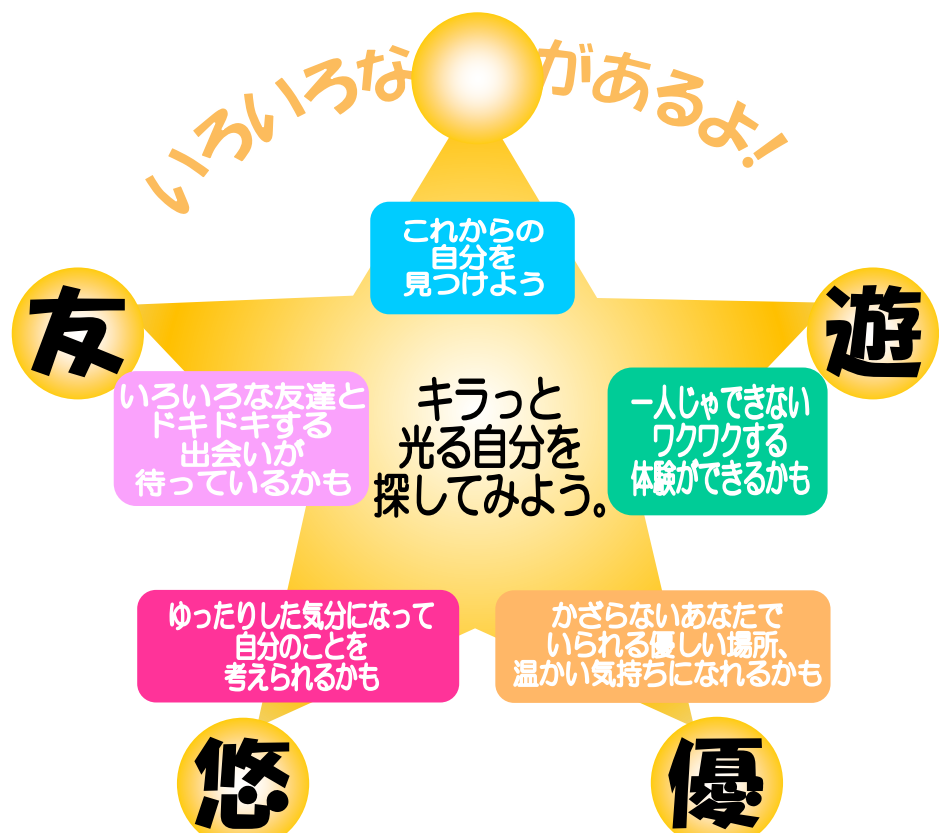 いろいろな
があるよ!
これからの
自分を
見つけよう
友
遊
いろいろな友達と
ドキドキする
出会いが
待っているかも
キラっと
光る自分を
探してみよう。
一人じゃできない
ワクワクする
体験ができるかも
ゆったりした気分になって
自分のことを
考えられるかも
かざらないあなたで
いられる優しい場所、
温かい気持ちになれるかも
悠
優